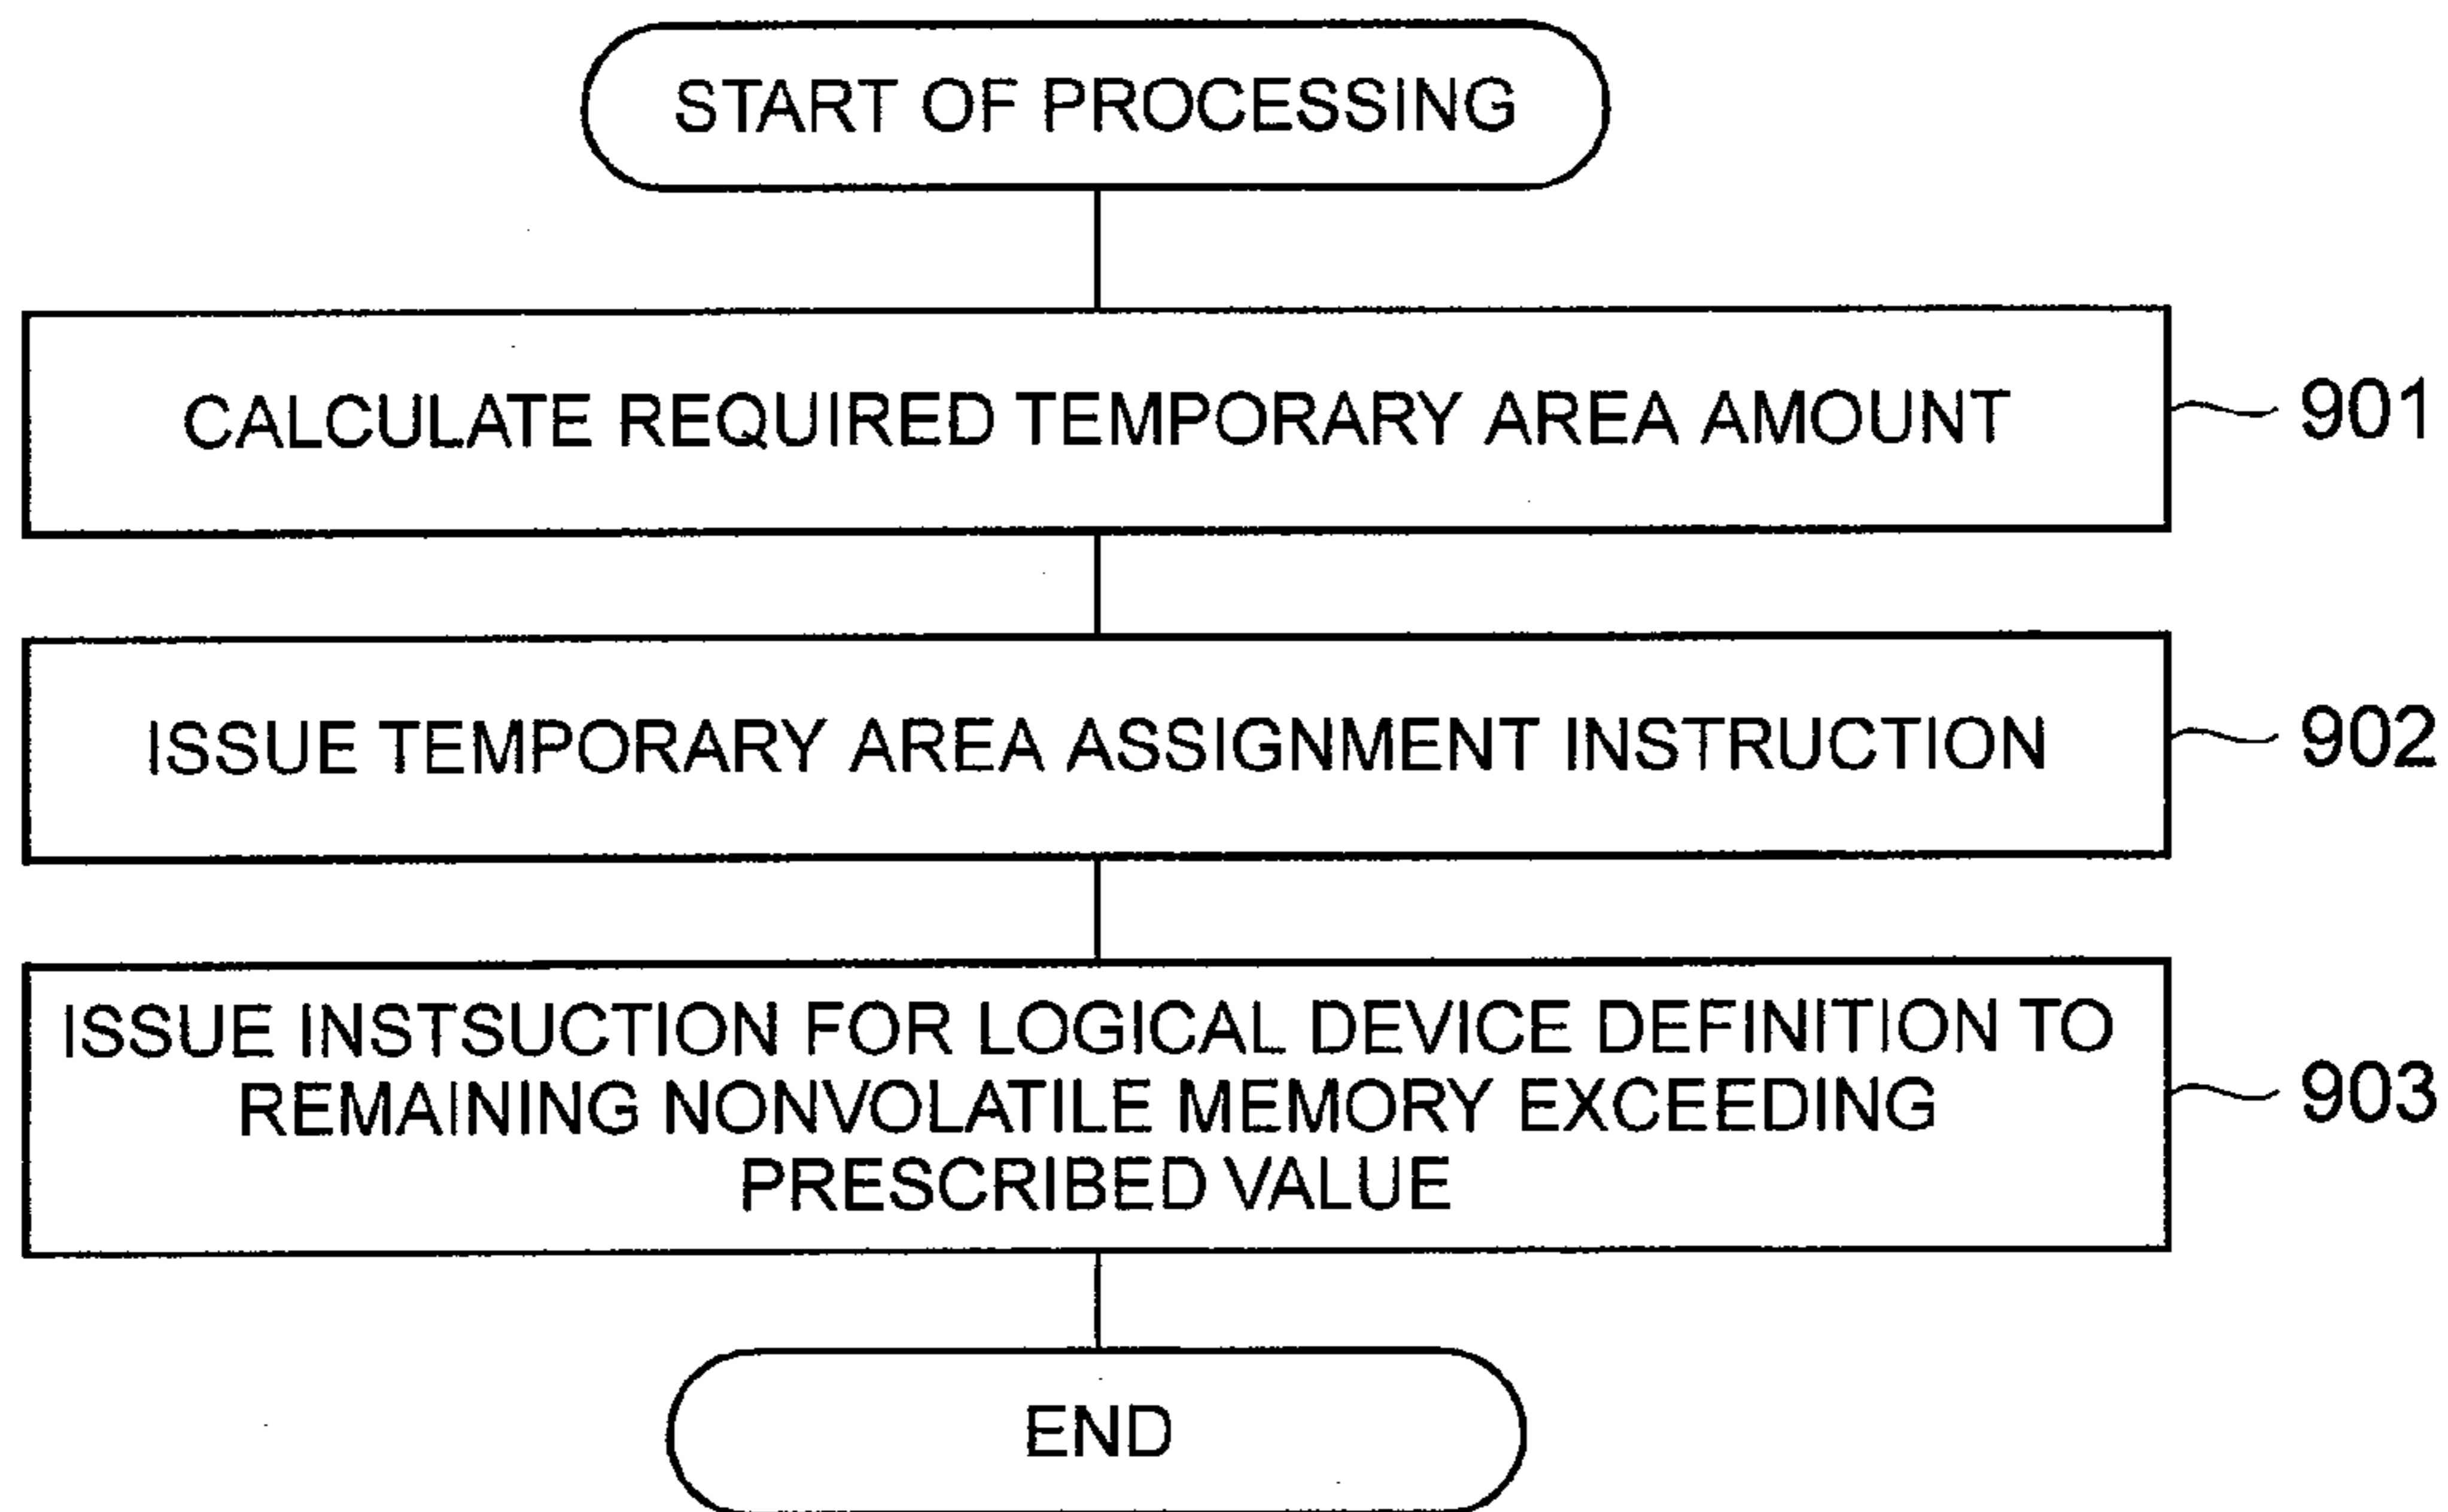 START OF PROCESSING
CALCULATE REQUIRED TEMPORARY AREA AMOUNT
901
ISSUE TEMPORARY AREA ASSIGNMENT INSTRUCTION
902
ISSUE INSTSUCTION FOR LOGICAL DEVICE DEFINITION TO
REMAINING NONVOLATILE MEMORY EXCEEDING
PRESCRIBED VALUE
903
END